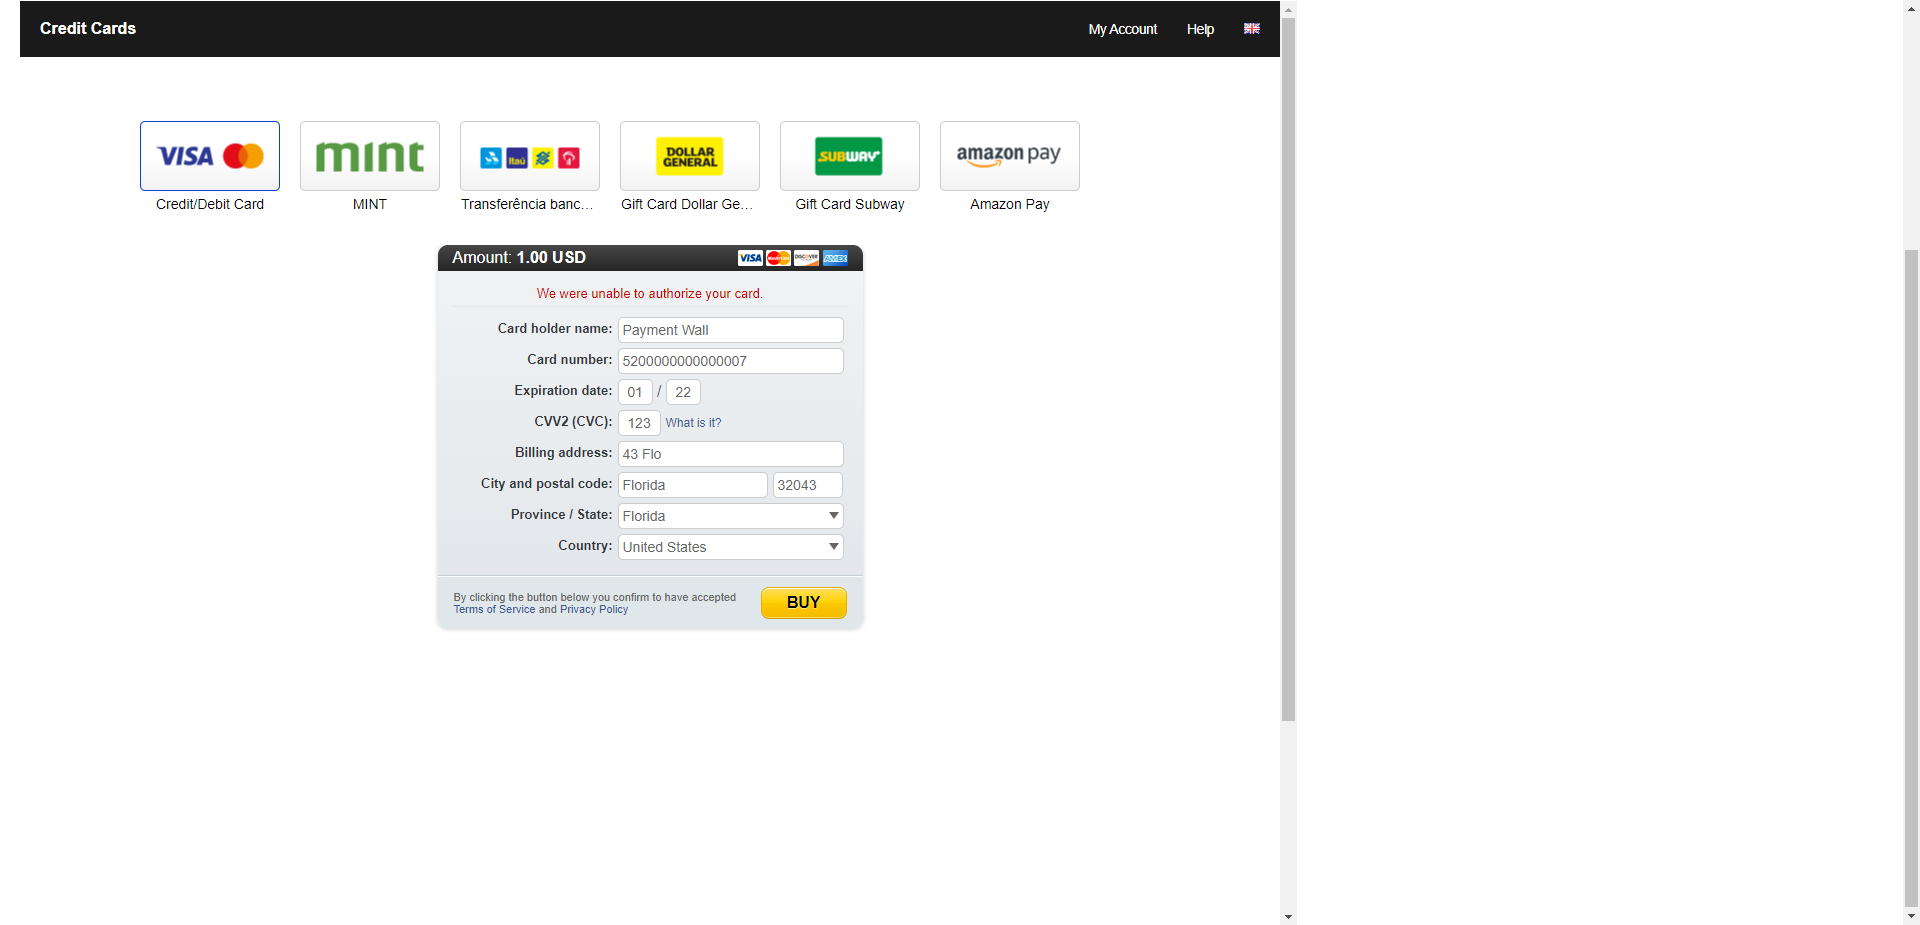 Credit Cards
My Account Help
VISA
mint
Itaú
DOLLAR
GENERAL
SUBWAY
amazon pay
Credit/Debit Card
MINT
Transferência banc...
Gift Card Dollar Ge...
Gift Card Subway
Amazon Pay
Amount: 1.00 USD
VISA MasterCard DISCOVER AMEX
We were unable to authorize your card.
Card holder name: Payment Wall
Card number: 5200000000000007
Expiration date: 01 / 22
CVV2 (CVC): 123 What is it?
Billing address: 43 Flo
City and postal code: Florida 32043
Province / State: Florida
Country: United States
By clicking the button below you confirm to have accepted
Terms of Service and Privacy Policy
BUY